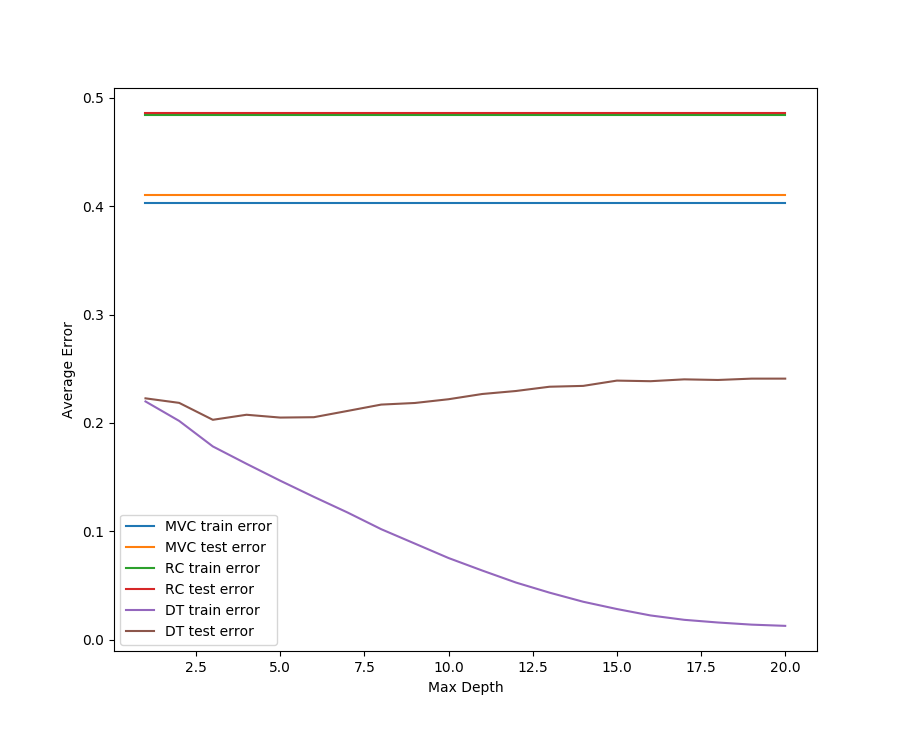 0.5
0.4
0.3
0.2
0.1
0.0
Average Error
MVC train error
MVC test error
RC train error
RC test error
DT train error
DT test error
2.5 5.0 7.5 10.0 12.5 15.0 17.5 20.0
Max Depth